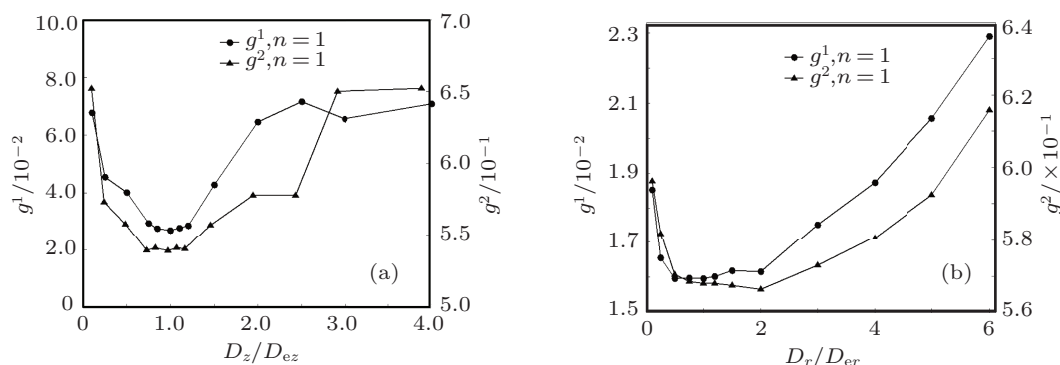 10.0
8.0
6.0
4.0
2.0
0
g¹/10⁻²
7.0
6.5
6.0
5.5
5.0
g²/10⁻¹
g¹,n=1
g²,n=1
(a)
0 1.0 2.0 3.0 4.0
D_z/D_ez
2.3
2.1
1.9
1.7
1.6
1.5
g¹/10⁻²
6.4
6.2
6.0
5.8
5.6
g²/×10⁻¹
g¹,n=1
g²,n=1
(b)
0 2 4 6
D_r/D_er